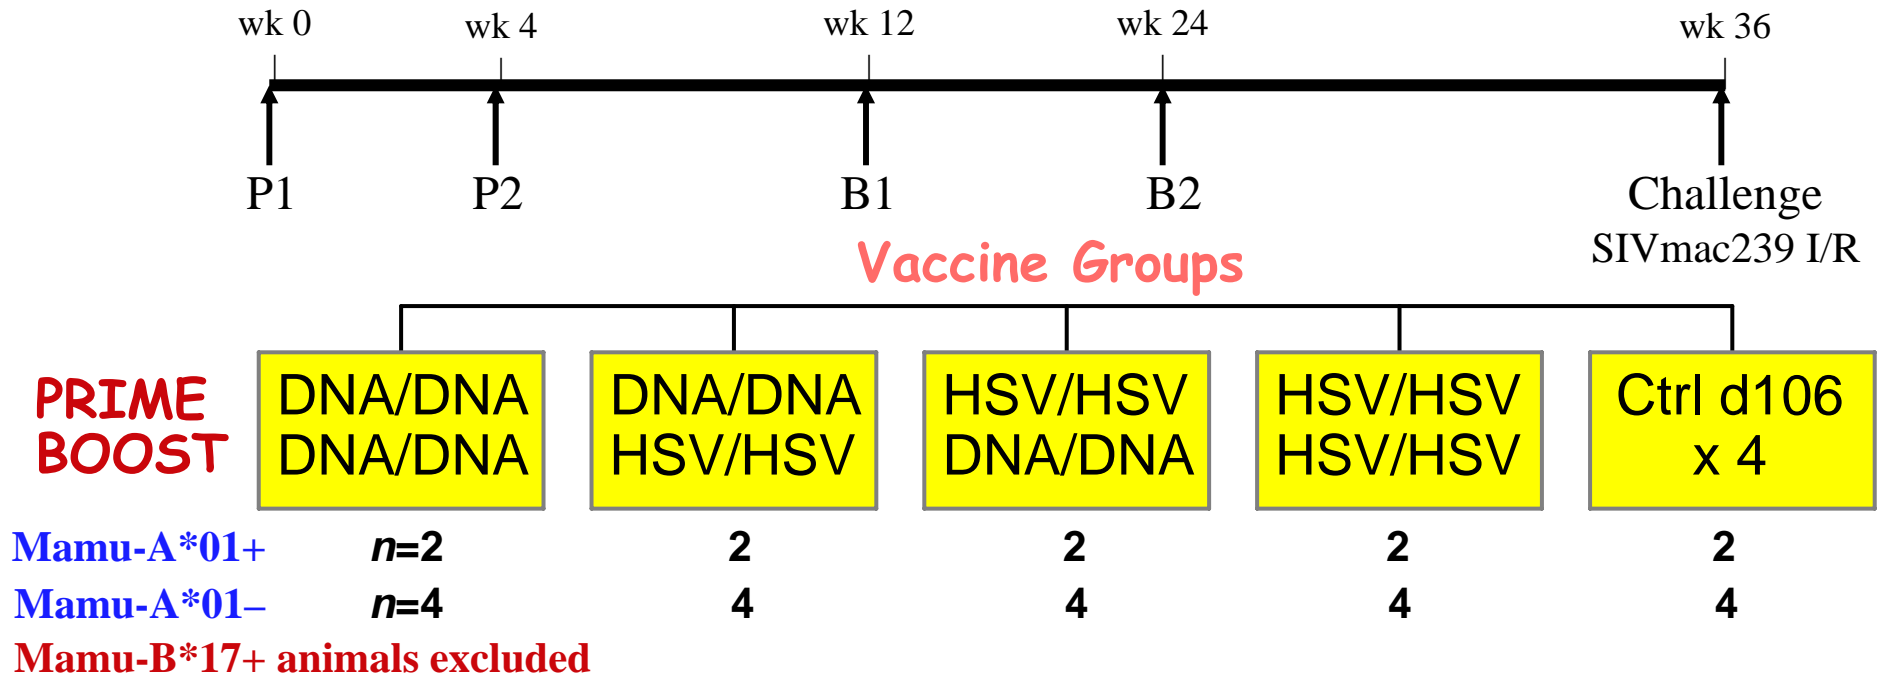 wk 0 wk 4 wk 12 wk 24 wk 36
P1 P2 B1 B2 Challenge
SIVmac239 I/R
Vaccine Groups
PRIME DNA/DNA DNA/DNA HSV/HSV HSV/HSV Ctrl d106
BOOST DNA/DNA HSV/HSV DNA/DNA HSV/HSV x 4
Mamu-A*01+ n=2 2 2 2 2
Mamu-A*01– n=4 4 4 4 4
Mamu-B*17+ animals excluded